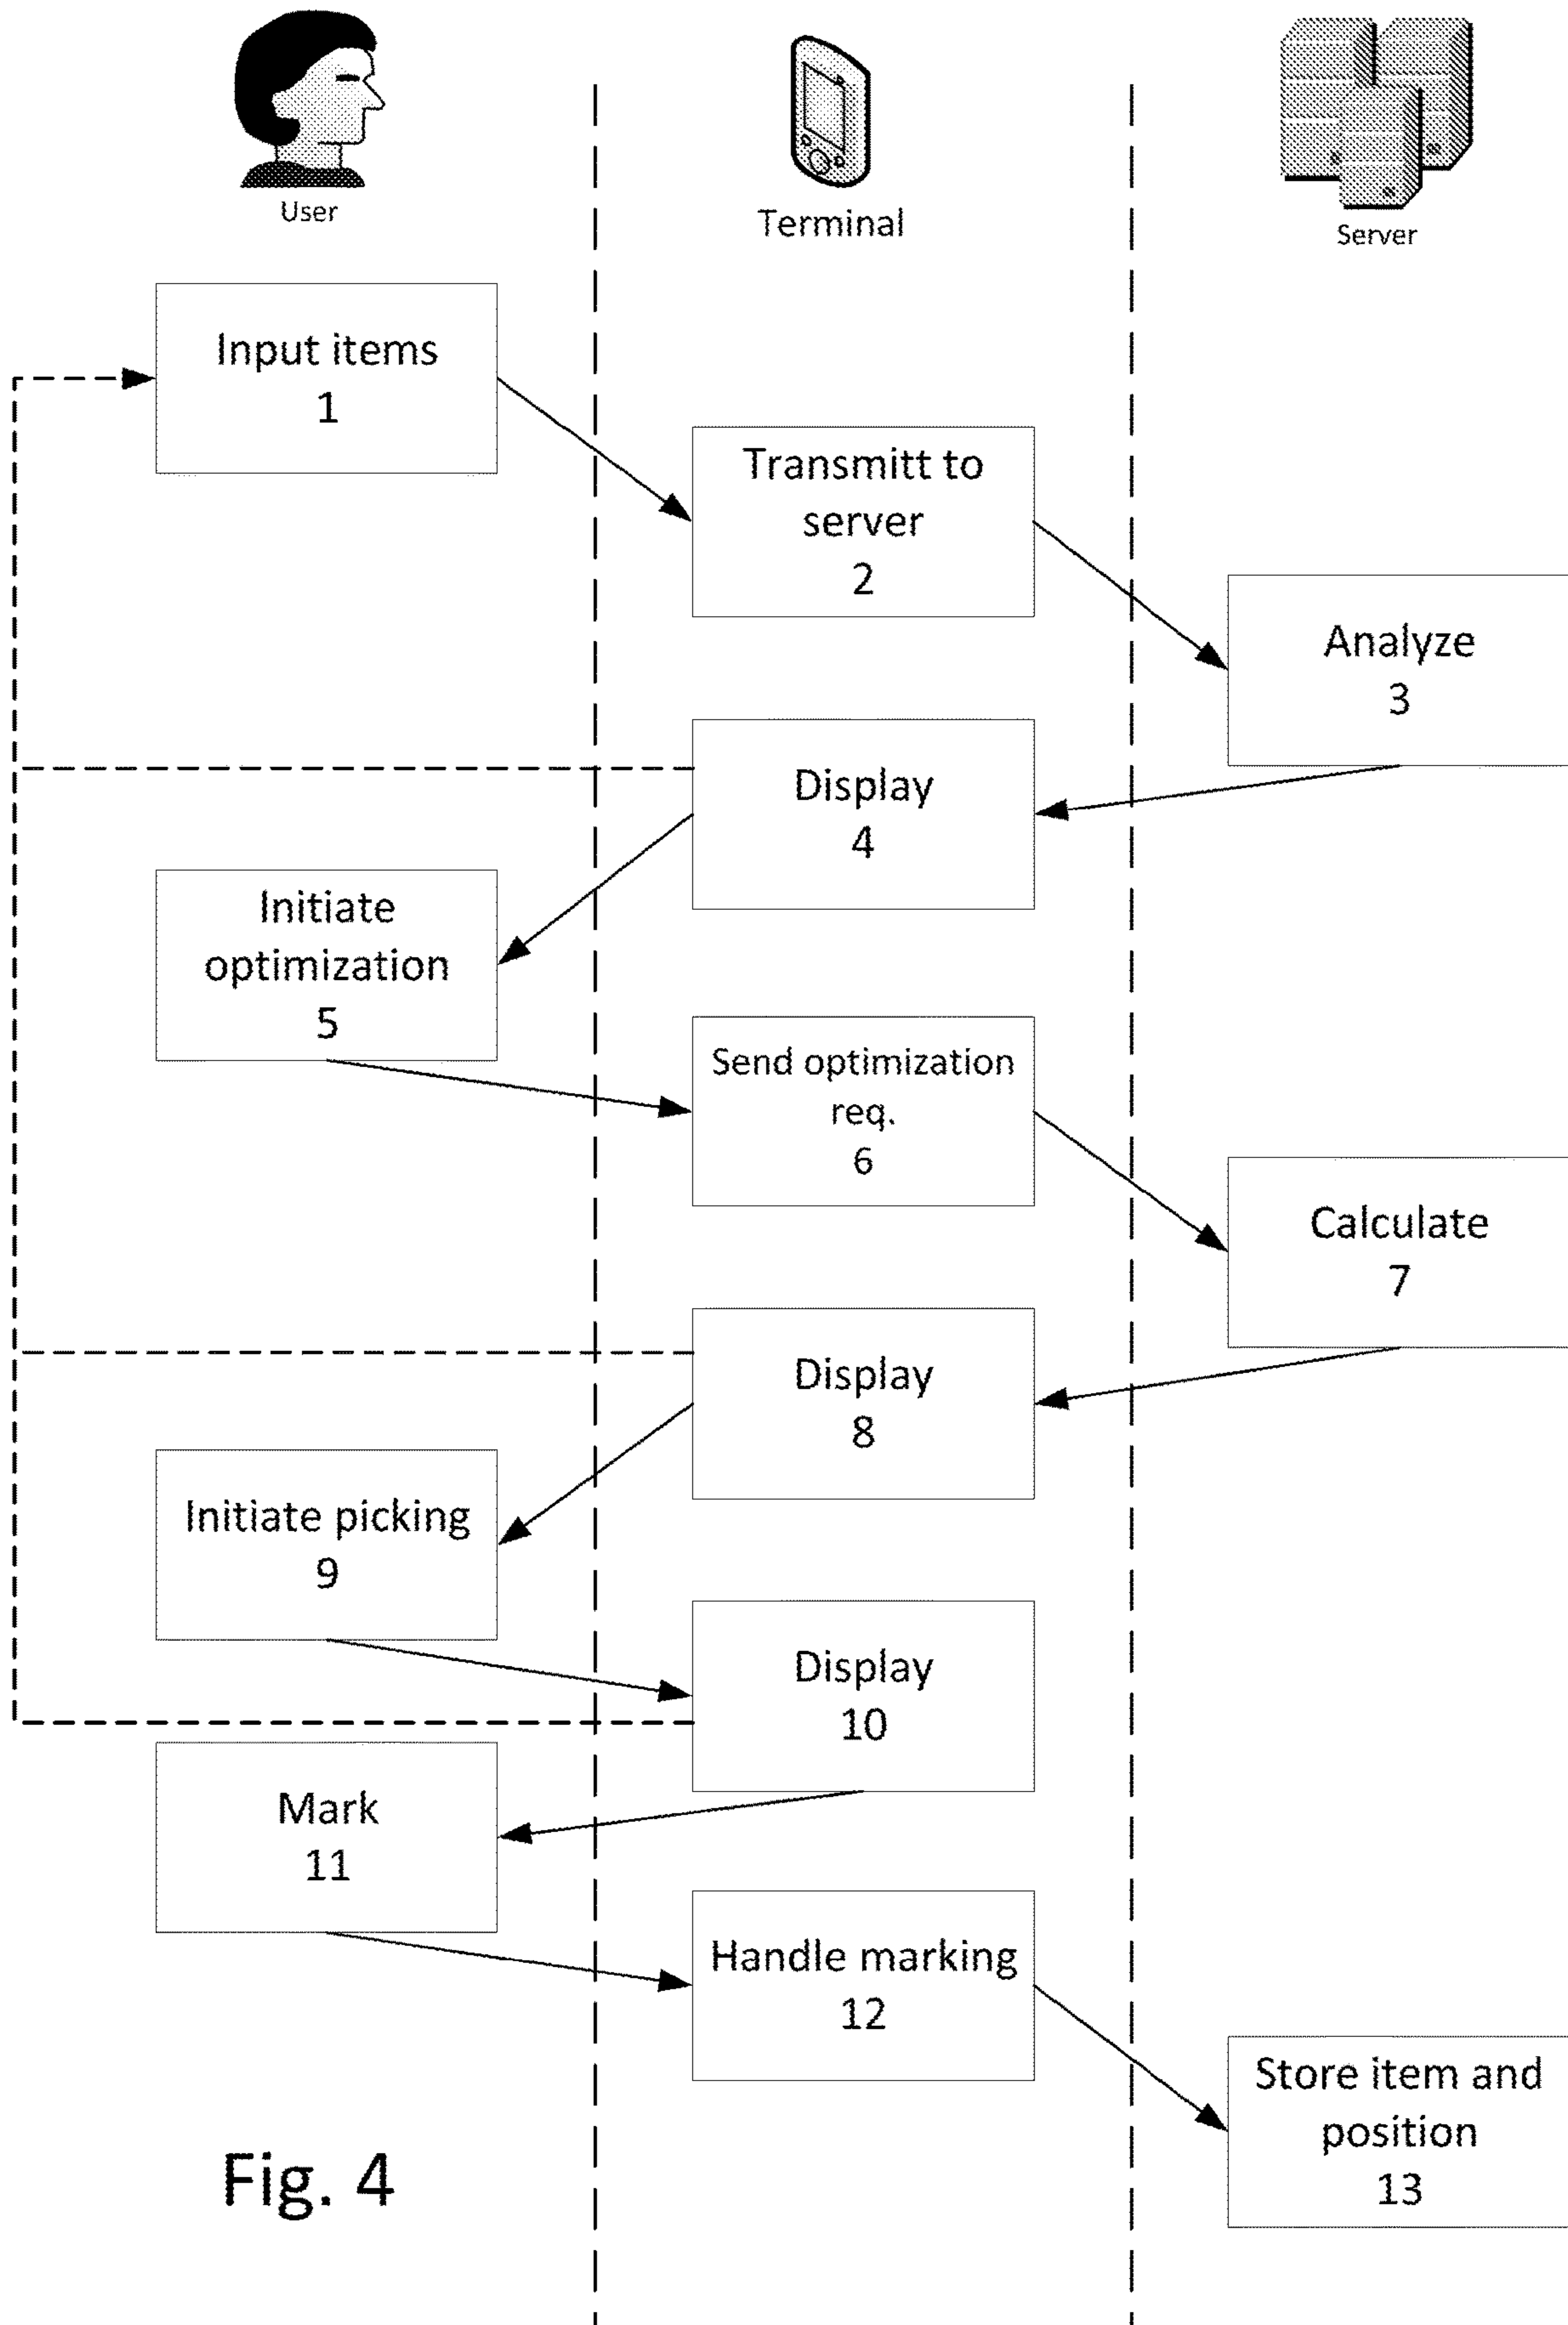 User
Terminal
Server
Input items
1
Transmitt to
server
2
Analyze
3
Display
4
Initiate
optimization
5
Send optimization
req.
6
Calculate
7
Display
8
Initiate picking
9
Display
10
Mark
11
Handle marking
12
Store item and
position
13
Fig. 4